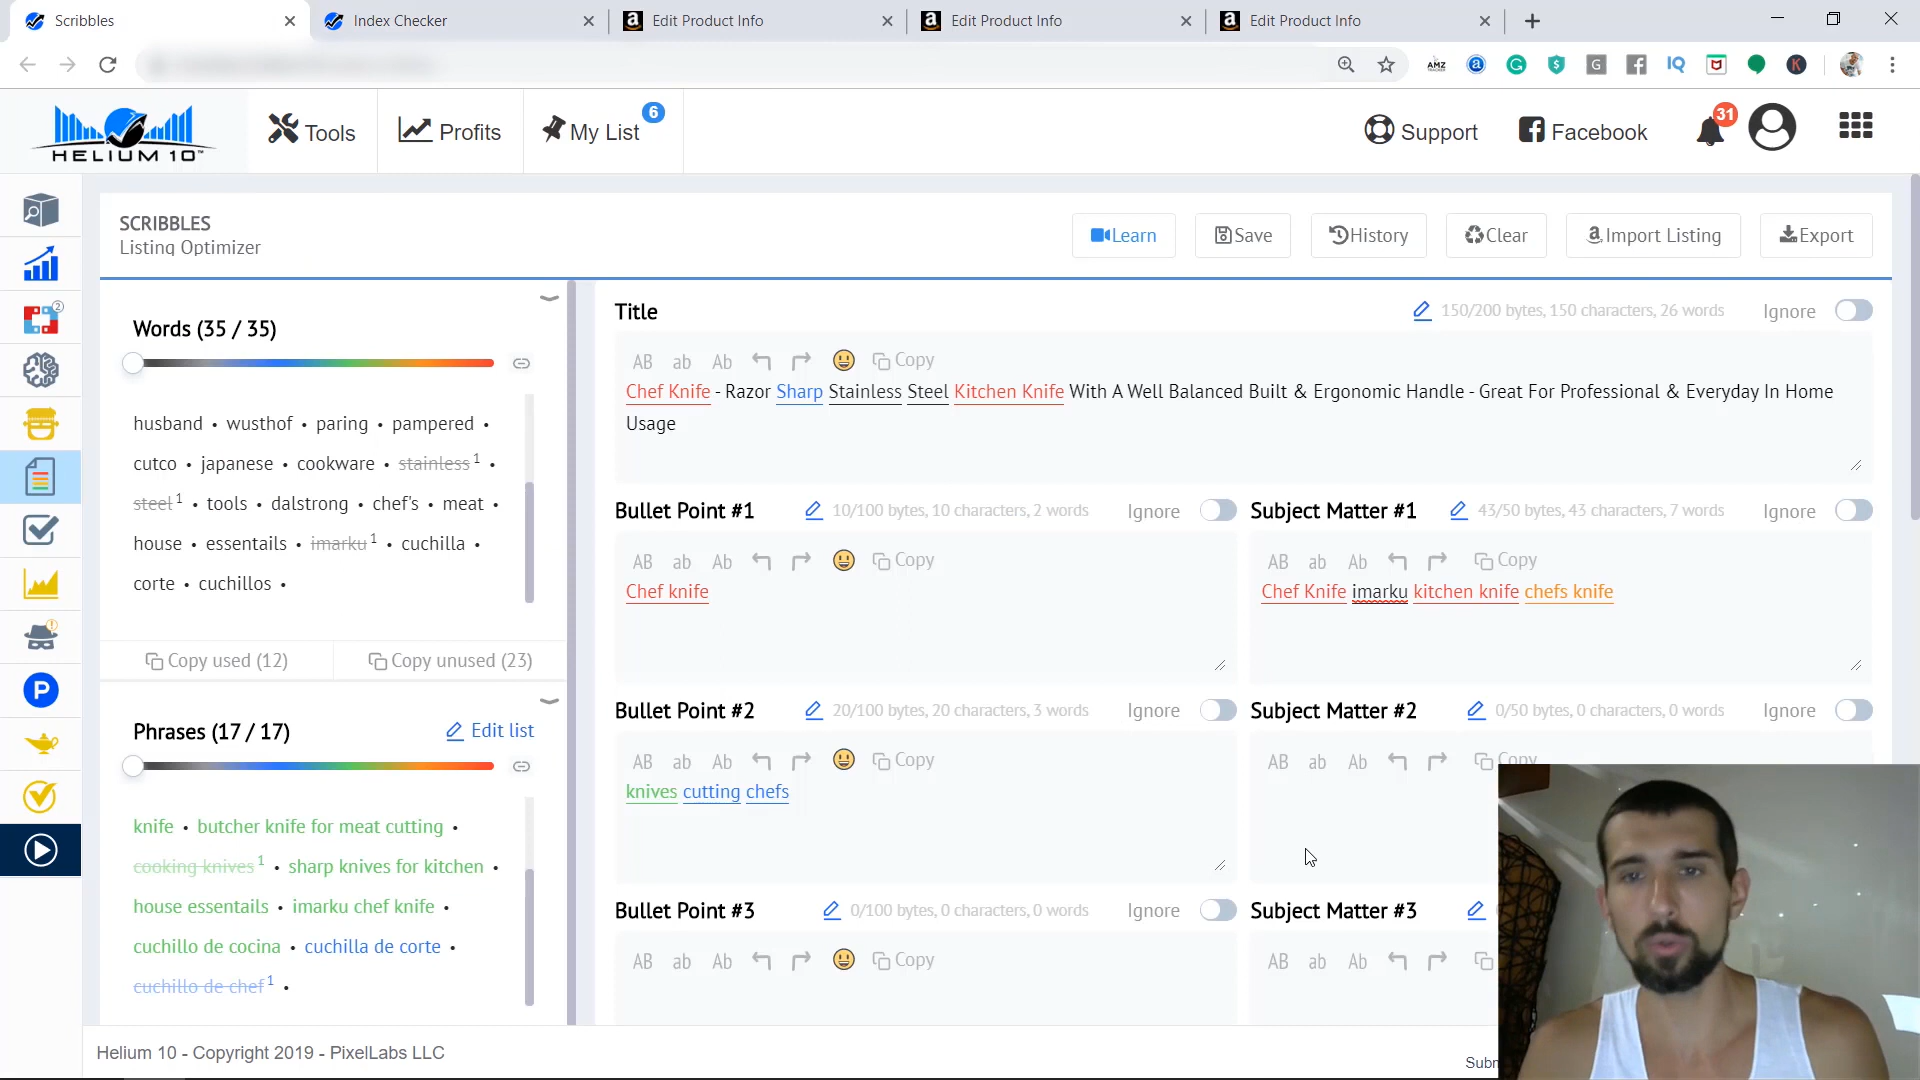 Scribbles
Index Checker
Edit Product Info
Edit Product Info
Edit Product Info
HELIUM 10
Tools
Profits
My List
6
Support
Facebook
31
SCRIBBLES
Listing Optimizer
Learn
Save
History
Clear
Import Listing
Export
Words (35 / 35)
husband • wusthof • paring • pampered •
cutco • japanese • cookware • stainless 1 •
steel 1 • tools • dalstrong • chef's • meat •
house • essentails • imarku 1 • cuchilla •
corte • cuchillos •
Copy used (12)
Copy unused (23)
Phrases (17 / 17)
Edit list
knife • butcher knife for meat cutting •
cooking knives 1 • sharp knives for kitchen •
house essentails • imarku chef knife •
cuchillo de cocina • cuchilla de corte •
cuchillo de chef 1 •
Title
150/200 bytes, 150 characters, 26 words
Ignore
AB ab Ab Copy
Chef Knife - Razor Sharp Stainless Steel Kitchen Knife With A Well Balanced Built & Ergonomic Handle - Great For Professional & Everyday In Home
Usage
Bullet Point #1
10/100 bytes, 10 characters, 2 words
Ignore
AB ab Ab Copy
Chef knife
Subject Matter #1
43/50 bytes, 43 characters, 7 words
Ignore
AB ab Ab Copy
Chef Knife imarku kitchen knife chefs knife
Bullet Point #2
20/100 bytes, 20 characters, 3 words
Ignore
AB ab Ab Copy
knives cutting chefs
Subject Matter #2
0/50 bytes, 0 characters, 0 words
Ignore
AB ab Ab Copy
Bullet Point #3
0/100 bytes, 0 characters, 0 words
Ignore
AB ab Ab Copy
Subject Matter #3
AB ab Ab
Helium 10 - Copyright 2019 - PixelLabs LLC